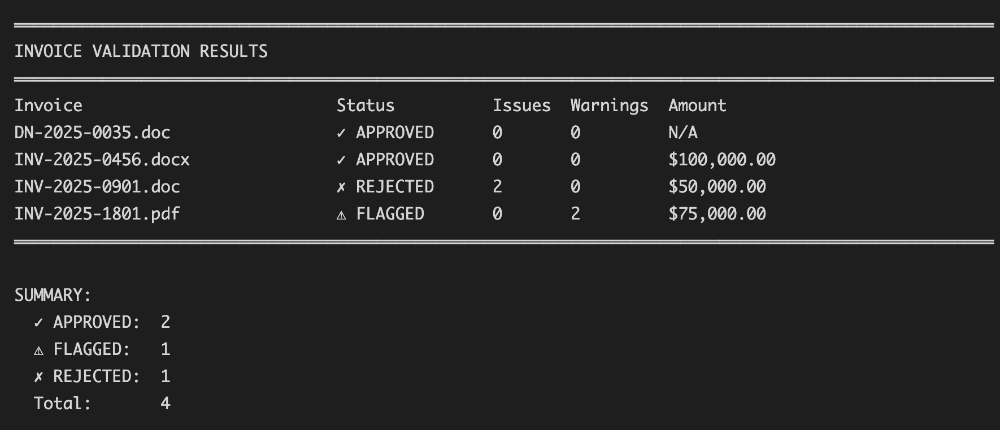 INVOICE VALIDATION RESULTS
Invoice Status Issues Warnings Amount
DN-2025-0035.doc ✓ APPROVED 0 0 N/A
INV-2025-0456.docx ✓ APPROVED 0 0 $100,000.00
INV-2025-0901.doc ✗ REJECTED 2 0 $50,000.00
INV-2025-1801.pdf ⚠ FLAGGED 0 2 $75,000.00
SUMMARY:
✓ APPROVED: 2
⚠ FLAGGED: 1
✗ REJECTED: 1
Total: 4